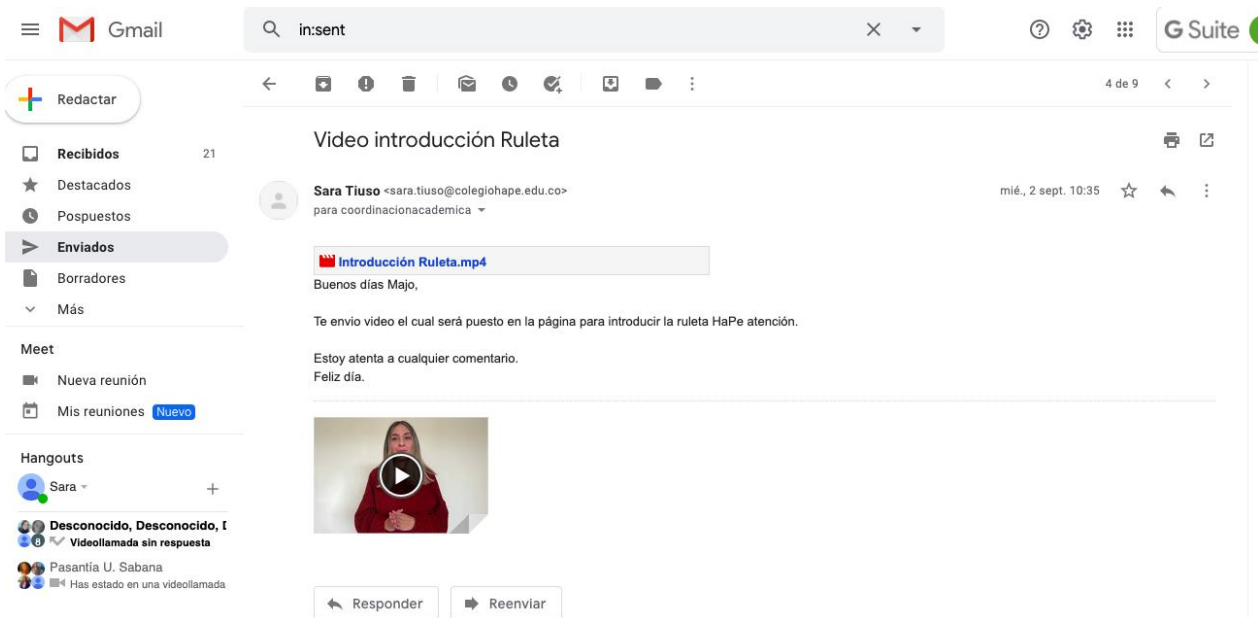 Gmail
in:sent
G Suite
Redactar
4 de 9
Recibidos 21
Destacados
Pospuestos
Enviados
Borradores
Más
Meet
Nueva reunión
Mis reuniones Nuevo
Hangouts
Sara
Desconocido, Desconocido, D
8 Videollamada sin respuesta
Pasantía U. Sabana
Has estado en una videollamada
Video introducción Ruleta
Sara Tiuso <sara.tiuso@colegiohape.edu.co> mié., 2 sept. 10:35
para coordinacionacademica
Introducción Ruleta.mp4
Buenos días Majo,
Te envio video el cual será puesto en la página para introducir la ruleta HaPe atención.
Estoy atenta a cualquier comentario.
Feliz día.
Responder Reenviar